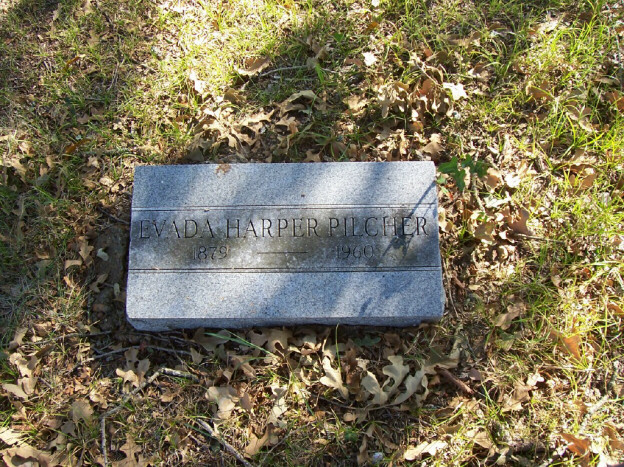 EVADA HARPER PILCHER
1879 — 1960